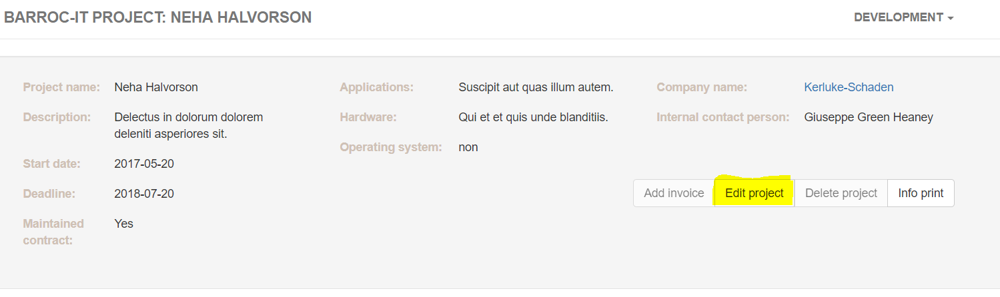 BARROC-IT PROJECT: NEHA HALVORSON
DEVELOPMENT
Project name: Neha Halvorson
Description: Delectus in dolorum dolorem
deleniti asperiores sit.
Start date: 2017-05-20
Deadline: 2018-07-20
Maintained Yes
contract:
Applications: Suscipit aut quas illum autem.
Hardware: Qui et et quis unde blanditiis.
Operating system: non
Company name: Kerluke-Schaden
Internal contact person: Giuseppe Green Heaney
Add invoice Edit project Delete project Info print